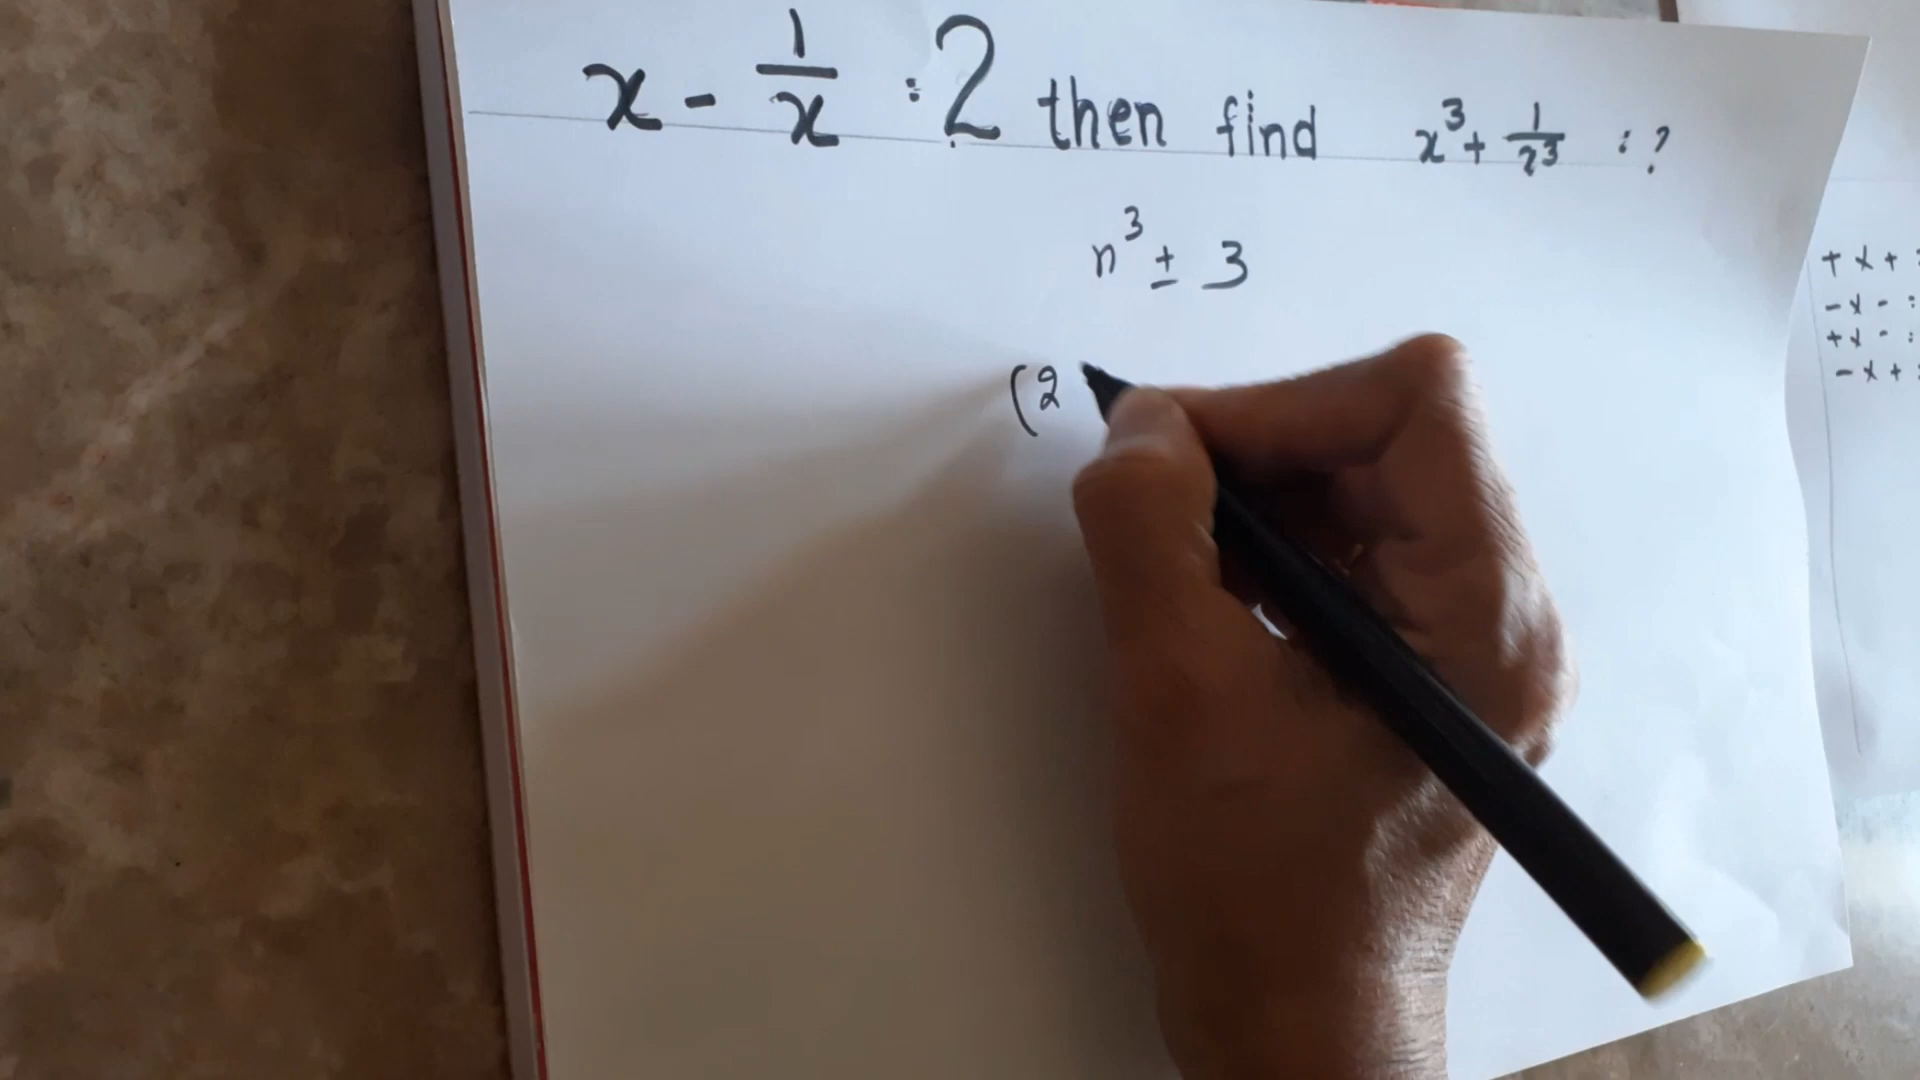 x - 1/x : 2 then find x³ + 1/x³ : ?
n³ ± 3
(2
+ x +
- x - :
+ x - :
- x + :